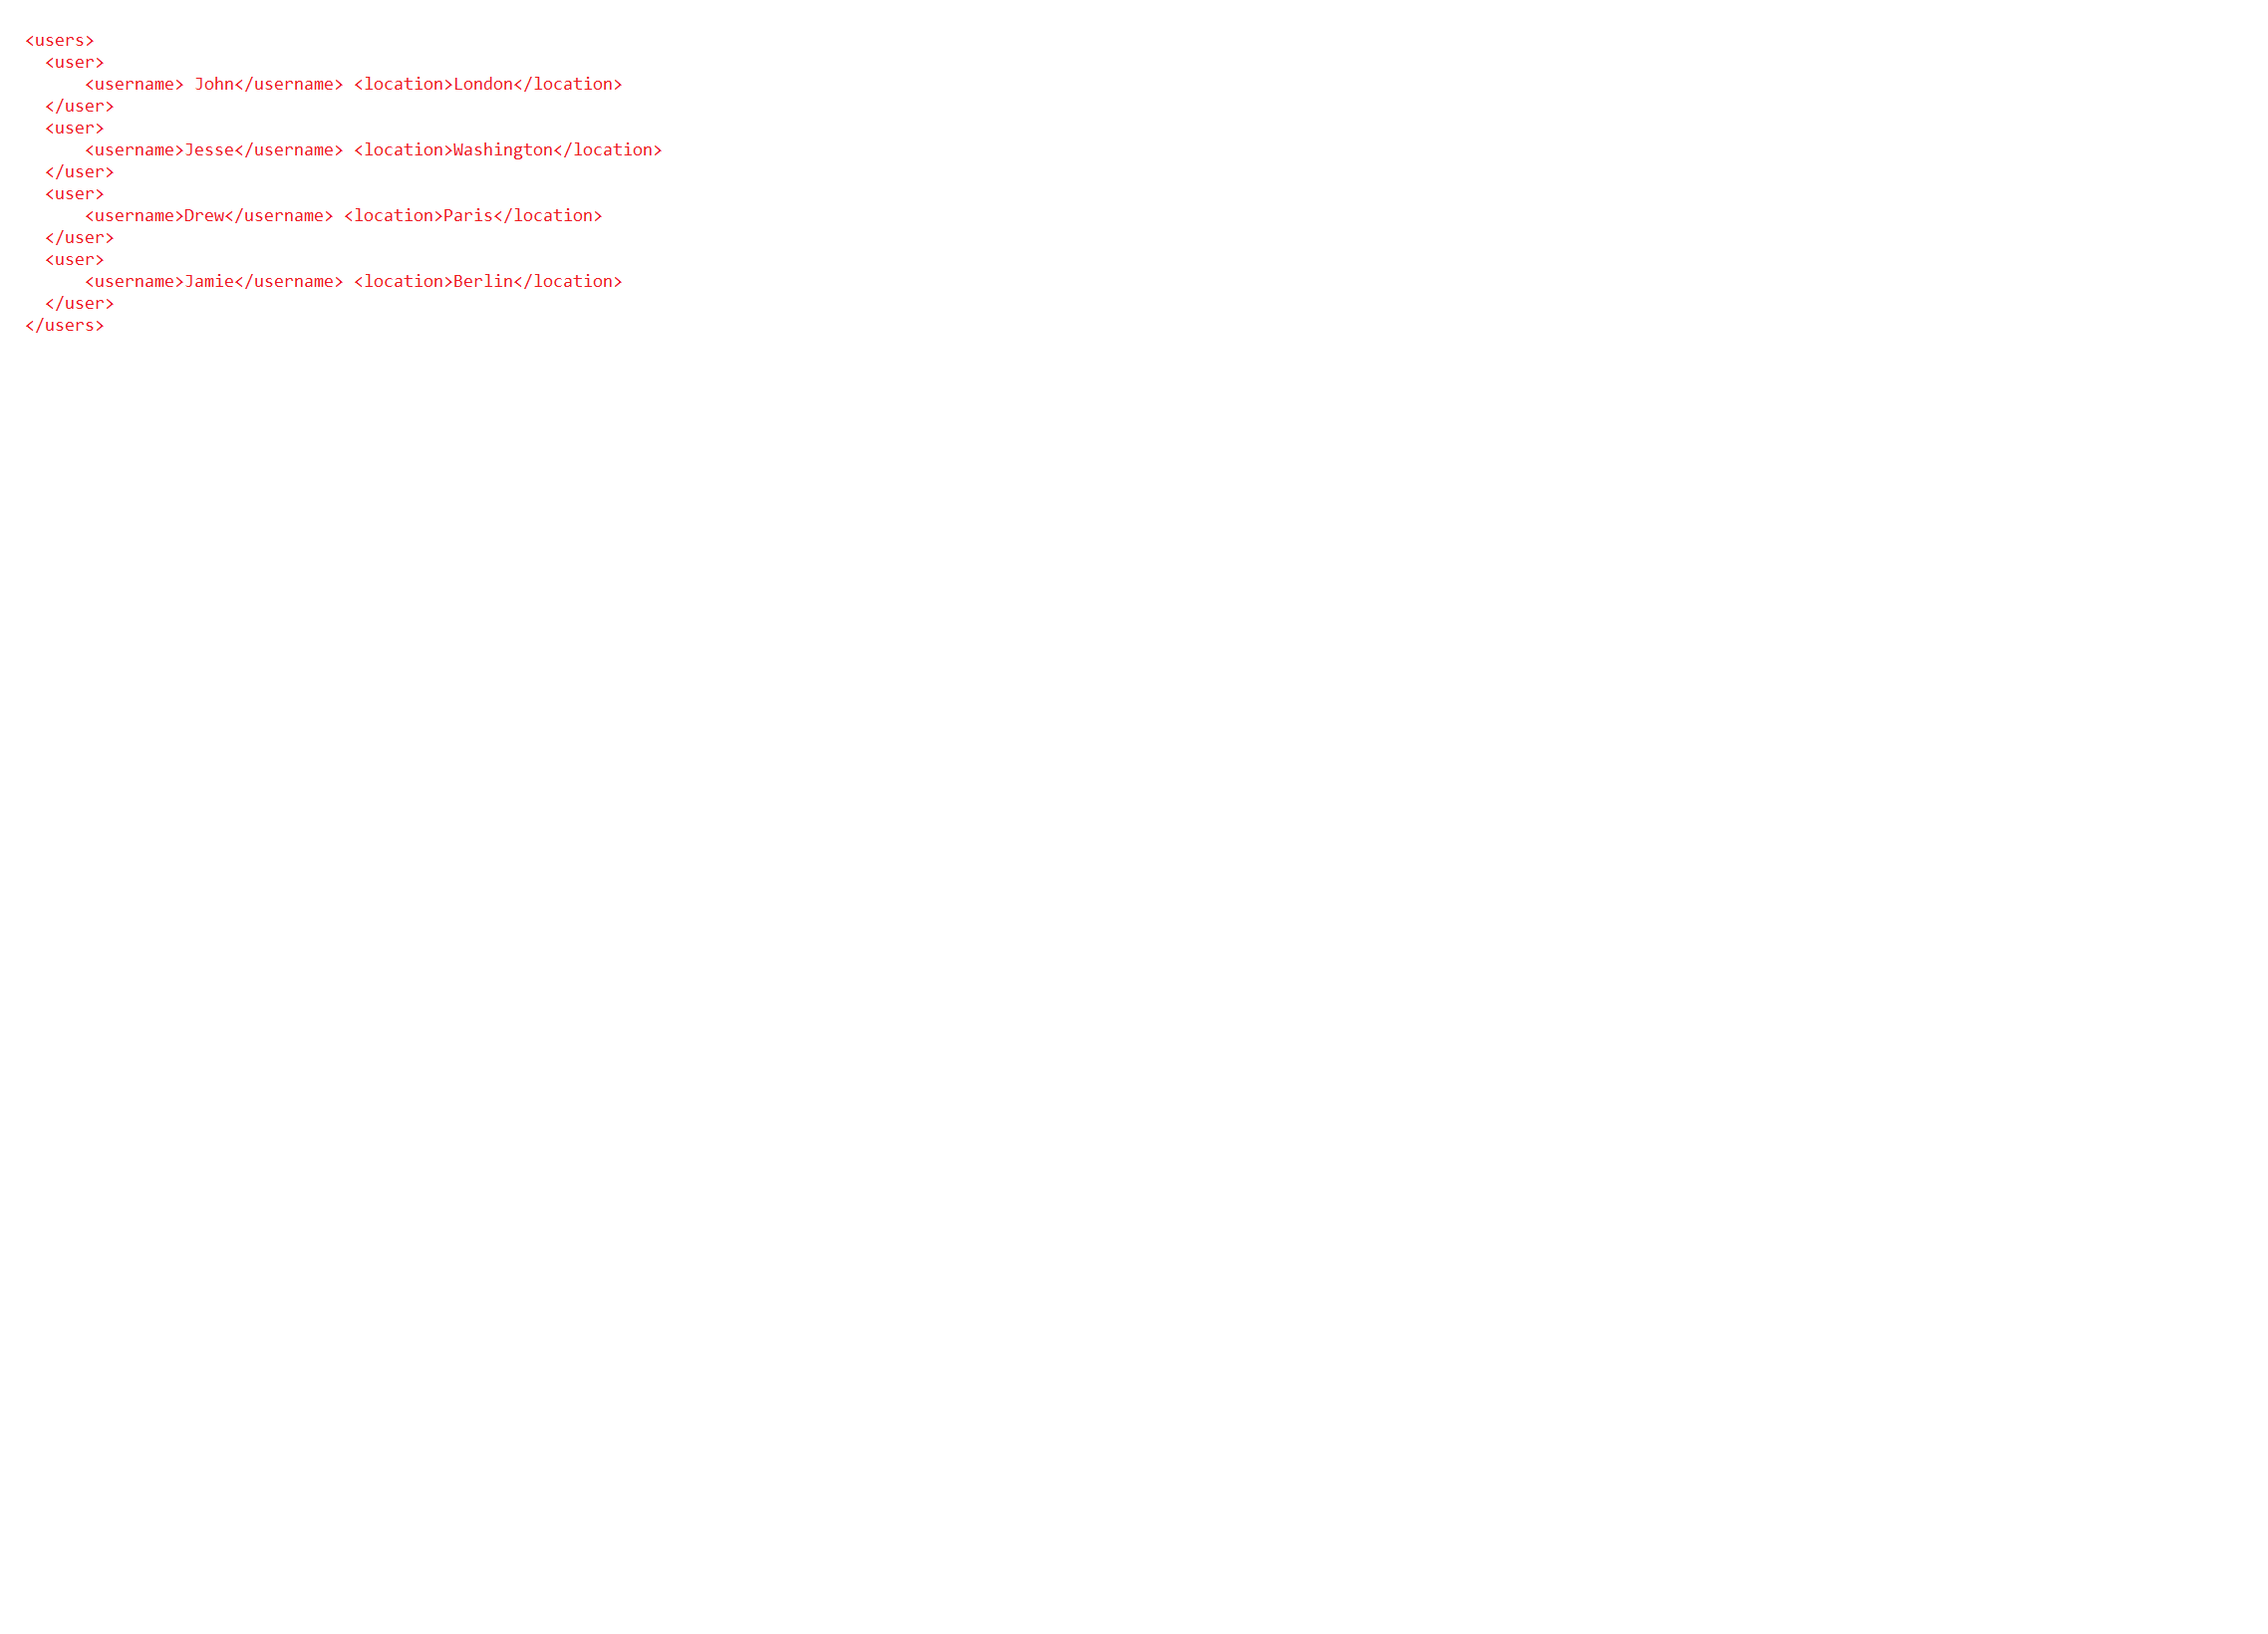 <users>
  <user>
      <username> John</username> <location>London</location>
  </user>
  <user>
      <username>Jesse</username> <location>Washington</location>
  </user>
  <user>
      <username>Drew</username> <location>Paris</location>
  </user>
  <user>
      <username>Jamie</username> <location>Berlin</location>
  </user>
</users>